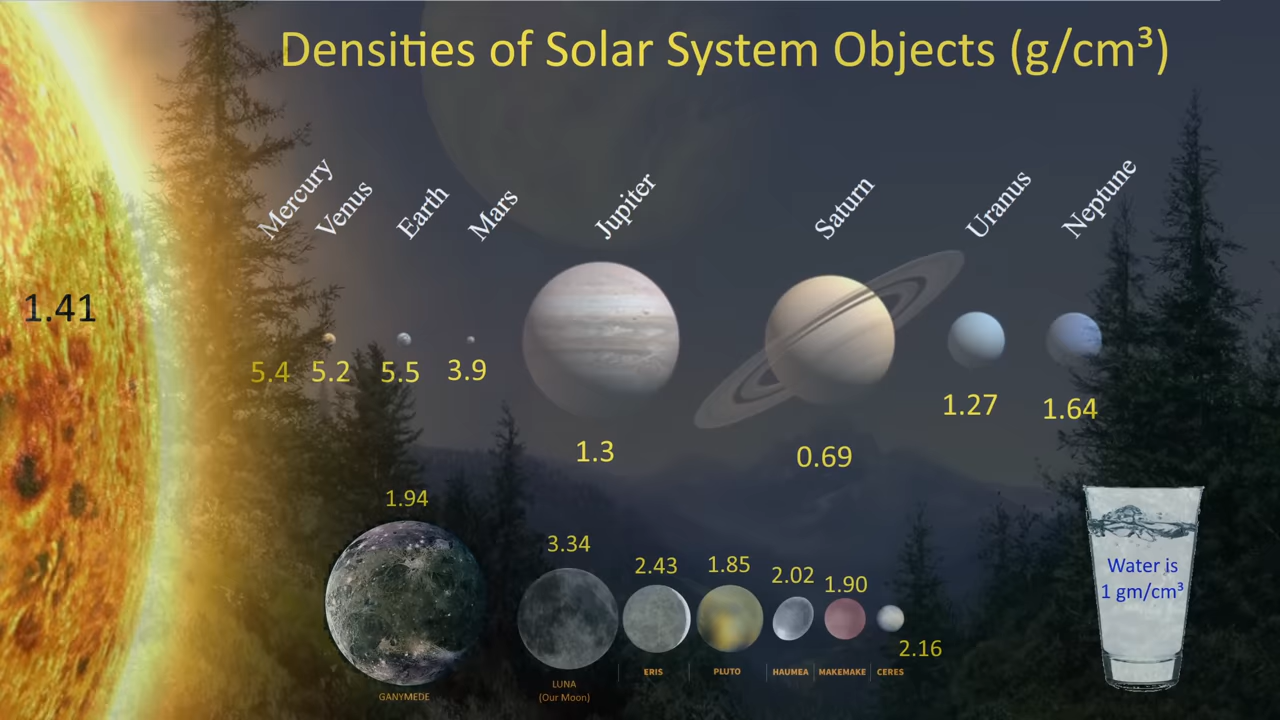 Densities of Solar System Objects (g/cm³)
Mercury
Venus
Earth
Mars
Jupiter
Saturn
Uranus
Neptune
1.41
5.4
5.2
5.5
3.9
1.3
0.69
1.27
1.64
1.94
3.34
2.43
1.85
2.02
1.90
2.16
GANYMEDE
LUNA
(Our Moon)
ERIS
PLUTO
HAUMEA
MAKEMAKE
CERES
Water is
1 gm/cm³